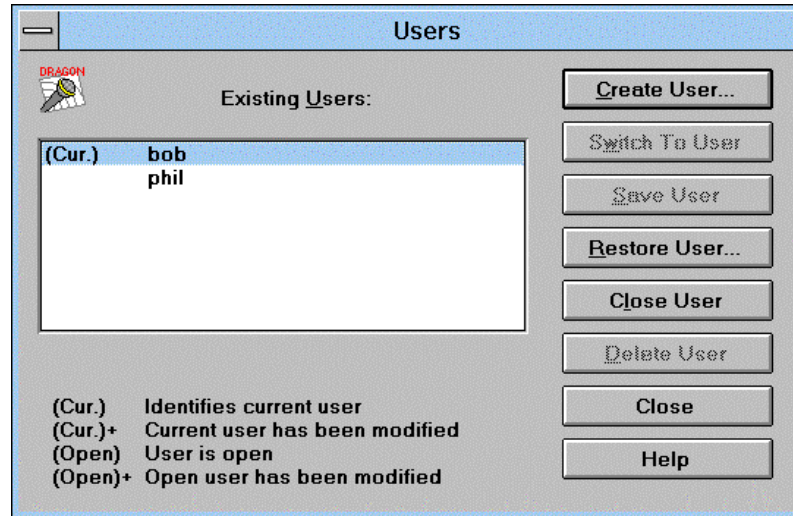 Users
DRAGON
Existing Users:
(Cur.) bob
phil
Create User...
Switch To User
Save User
Restore User...
Close User
Delete User
Close
Help
(Cur.) Identifies current user
(Cur.)+ Current user has been modified
(Open) User is open
(Open)+ Open user has been modified